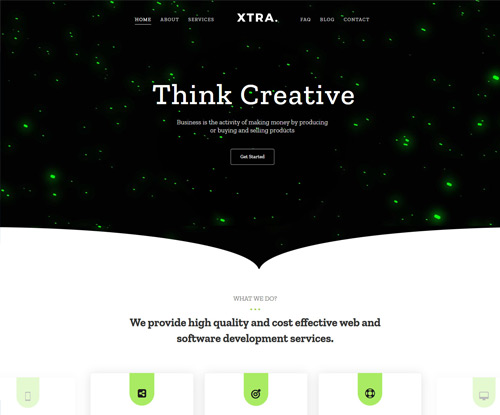 HOME ABOUT SERVICES XTRA. FAQ BLOG CONTACT
Think Creative
Business is the activity of making money by producing
or buying and selling products
Get Started
WHAT WE DO?
We provide high quality and cost effective web and
software development services.